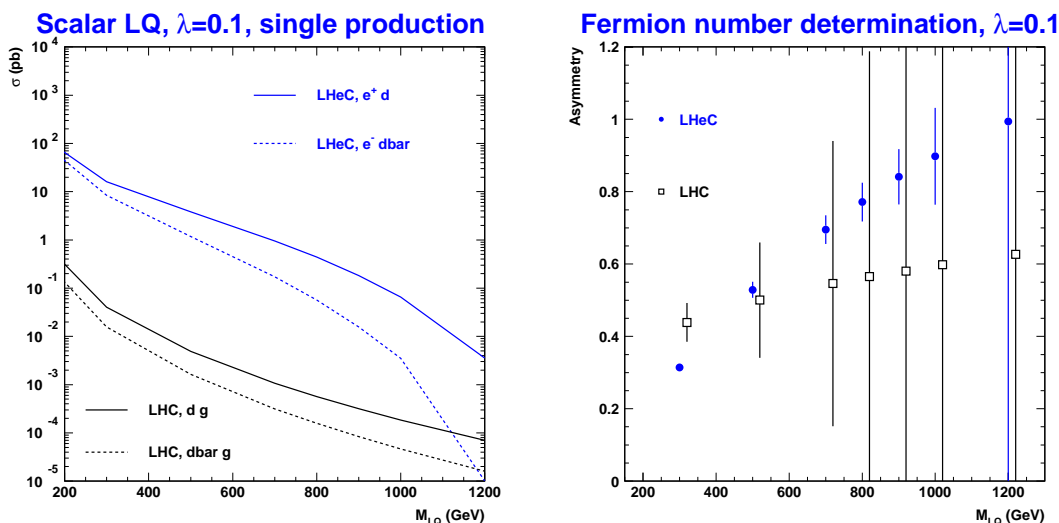 Scalar LQ, λ=0.1, single production
σ (pb)
10 4
10 3
10 2
10
1
10 -1
10 -2
10 -3
10 -4
10 -5
10
LHeC, e+ d
LHeC, e- dbar
LHC, d g
LHC, dbar g
200 400 600 800 1000 1200
M LQ (GeV)
Fermion number determination, λ=0.1
Asymmetry
1.2
1
0.8
0.6
0.4
0.2
0
LHeC
LHC
200 400 600 800 1000 1200
M LQ (GeV)